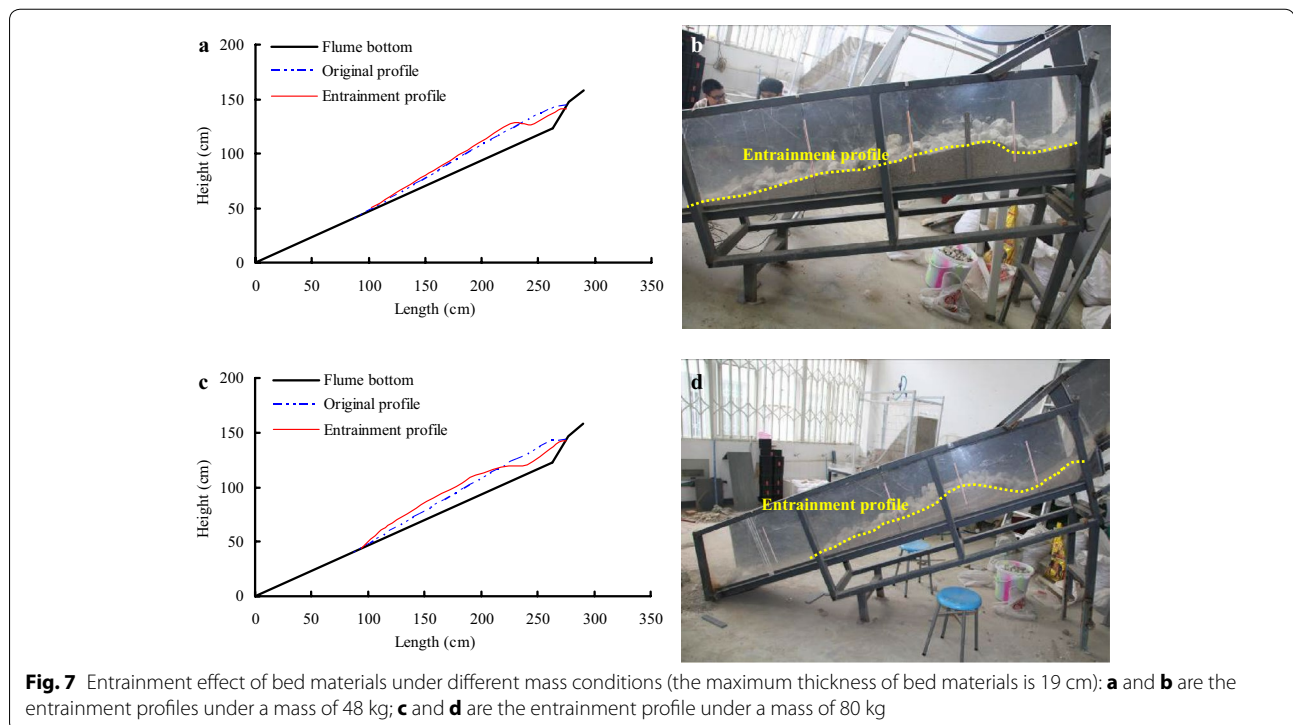 a
200
150
100
50
0
Height (cm)
Flume bottom
Original profile
Entrainment profile
0 50 100 150 200 250 300 350
Length (cm)
b
Entrainment profile
c
200
150
100
50
0
Height (cm)
Flume bottom
Original profile
Entrainment profile
0 50 100 150 200 250 300 350
Length (cm)
d
Entrainment profile
Fig. 7 Entrainment effect of bed materials under different mass conditions (the maximum thickness of bed materials is 19 cm): a and b are the
entrainment profiles under a mass of 48 kg; c and d are the entrainment profile under a mass of 80 kg